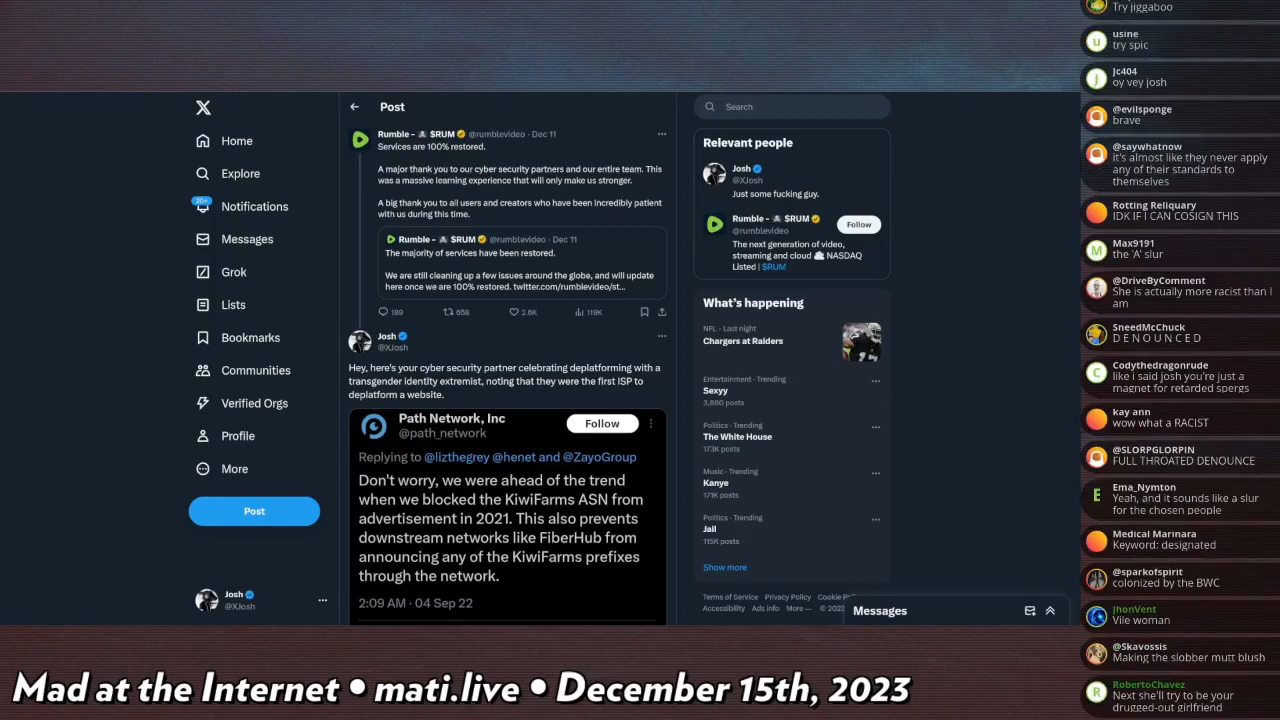 Home
Explore
20+
Notifications
Messages
Grok
Lists
Bookmarks
Communities
Verified Orgs
Profile
More
Post
Josh
@XJosh
Post
Rumble - 🏴‍☠️ $RUM @rumblevideo · Dec 11
Services are 100% restored.
A major thank you to our cyber security partners and our entire team. This
was a massive learning experience that will only make us stronger.
A big thank you to all users and creators who have been incredibly patient
with us during this time.
Rumble - 🏴‍☠️ $RUM @rumblevideo · Dec 11
The majority of services have been restored.
We are still cleaning up a few issues around the globe, and will update
here once we are 100% restored. twitter.com/rumblevideo/st...
189 658 2.6K 119K
Josh
@XJosh
Hey, here's your cyber security partner celebrating deplatforming with a
transgender identity extremist, noting that they were the first ISP to
deplatform a website.
Path Network, Inc
@path_network
Follow
Replying to @lizthegrey @henet and @ZayoGroup
Don't worry, we were ahead of the trend
when we blocked the KiwiFarms ASN from
advertisement in 2021. This also prevents
downstream networks like FiberHub from
announcing any of the KiwiFarms prefixes
through the network.
2:09 AM · 04 Sep 22
Search
Relevant people
Josh
@XJosh
Just some fucking guy.
Rumble - 🏴‍☠️ $RUM
@rumblevideo
Follow
The next generation of video,
streaming and cloud ☁️ NASDAQ
Listed | $RUM
What's happening
NFL · Last night
Chargers at Raiders
Entertainment · Trending
Sexyy
3,880 posts
Politics · Trending
The White House
173K posts
Music · Trending
Kanye
171K posts
Politics · Trending
Jail
115K posts
Show more
Terms of Service Privacy Policy Cookie
Accessibility Ads info More ··· © 2023
Messages
Try jiggaboo
usine
try spic
Jc404
oy vey josh
@evilsponge
brave
@saywhatnow
it's almost like they never apply
any of their standards to
themselves
Rotting Reliquary
IDK IF I CAN COSIGN THIS
Max9191
the 'A' slur
@DriveByComment
She is actually more racist than I
am
SneedMcChuck
D E N O U N C E D
Codythedragonrude
like i said josh you're just a
magnet for retarded spergs
kay ann
wow what a RACIST
@SLORPGLORPIN
FULL THROATED DENOUNCE
Ema_Nymton
Yeah, and it sounds like a slur
for the chosen people
Medical Marinara
Keyword: designated
@sparkofspirit
colonized by the BWC
JhonVent
Vile woman
@Skavossis
Making the slobber mutt blush
RobertoChavez
Next she'll try to be your
drugged-out girlfriend
Mad at the Internet • mati.live • December 15th, 2023